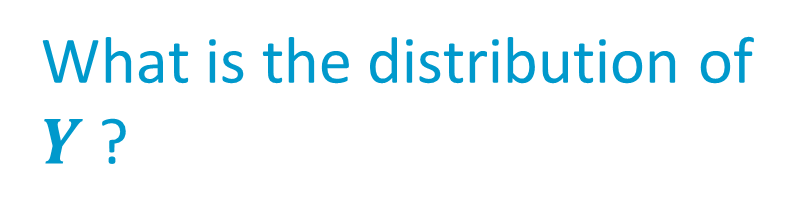 What is the distribution of
Y ?